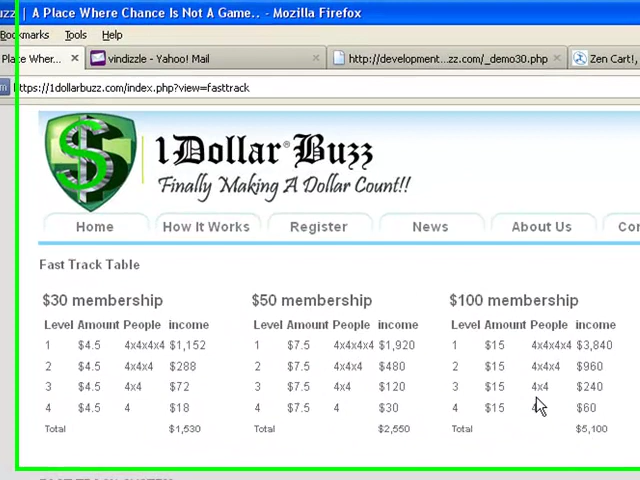 uzz | A Place Where Chance Is Not A Game.. - Mozilla Firefox
Bookmarks Tools Help
Place Wher... vindizzle - Yahoo! Mail http://development....zz.com/_demo30.php Zen Cart!,
https://1dollarbuzz.com/index.php?view=fasttrack
1Dollar®Buzz
Finally Making A Dollar Count!!
Home How It Works Register News About Us Con
Fast Track Table
$30 membership $50 membership $100 membership
Level Amount People income Level Amount People income Level Amount People income
1 $4.5 4x4x4x4 $1,152 1 $7.5 4x4x4x4 $1,920 1 $15 4x4x4x4 $3,840
2 $4.5 4x4x4 $288 2 $7.5 4x4x4 $480 2 $15 4x4x4 $960
3 $4.5 4x4 $72 3 $7.5 4x4 $120 3 $15 4x4 $240
4 $4.5 4 $18 4 $7.5 4 $30 4 $15 4 $60
Total $1,530 Total $2,550 Total $5,100